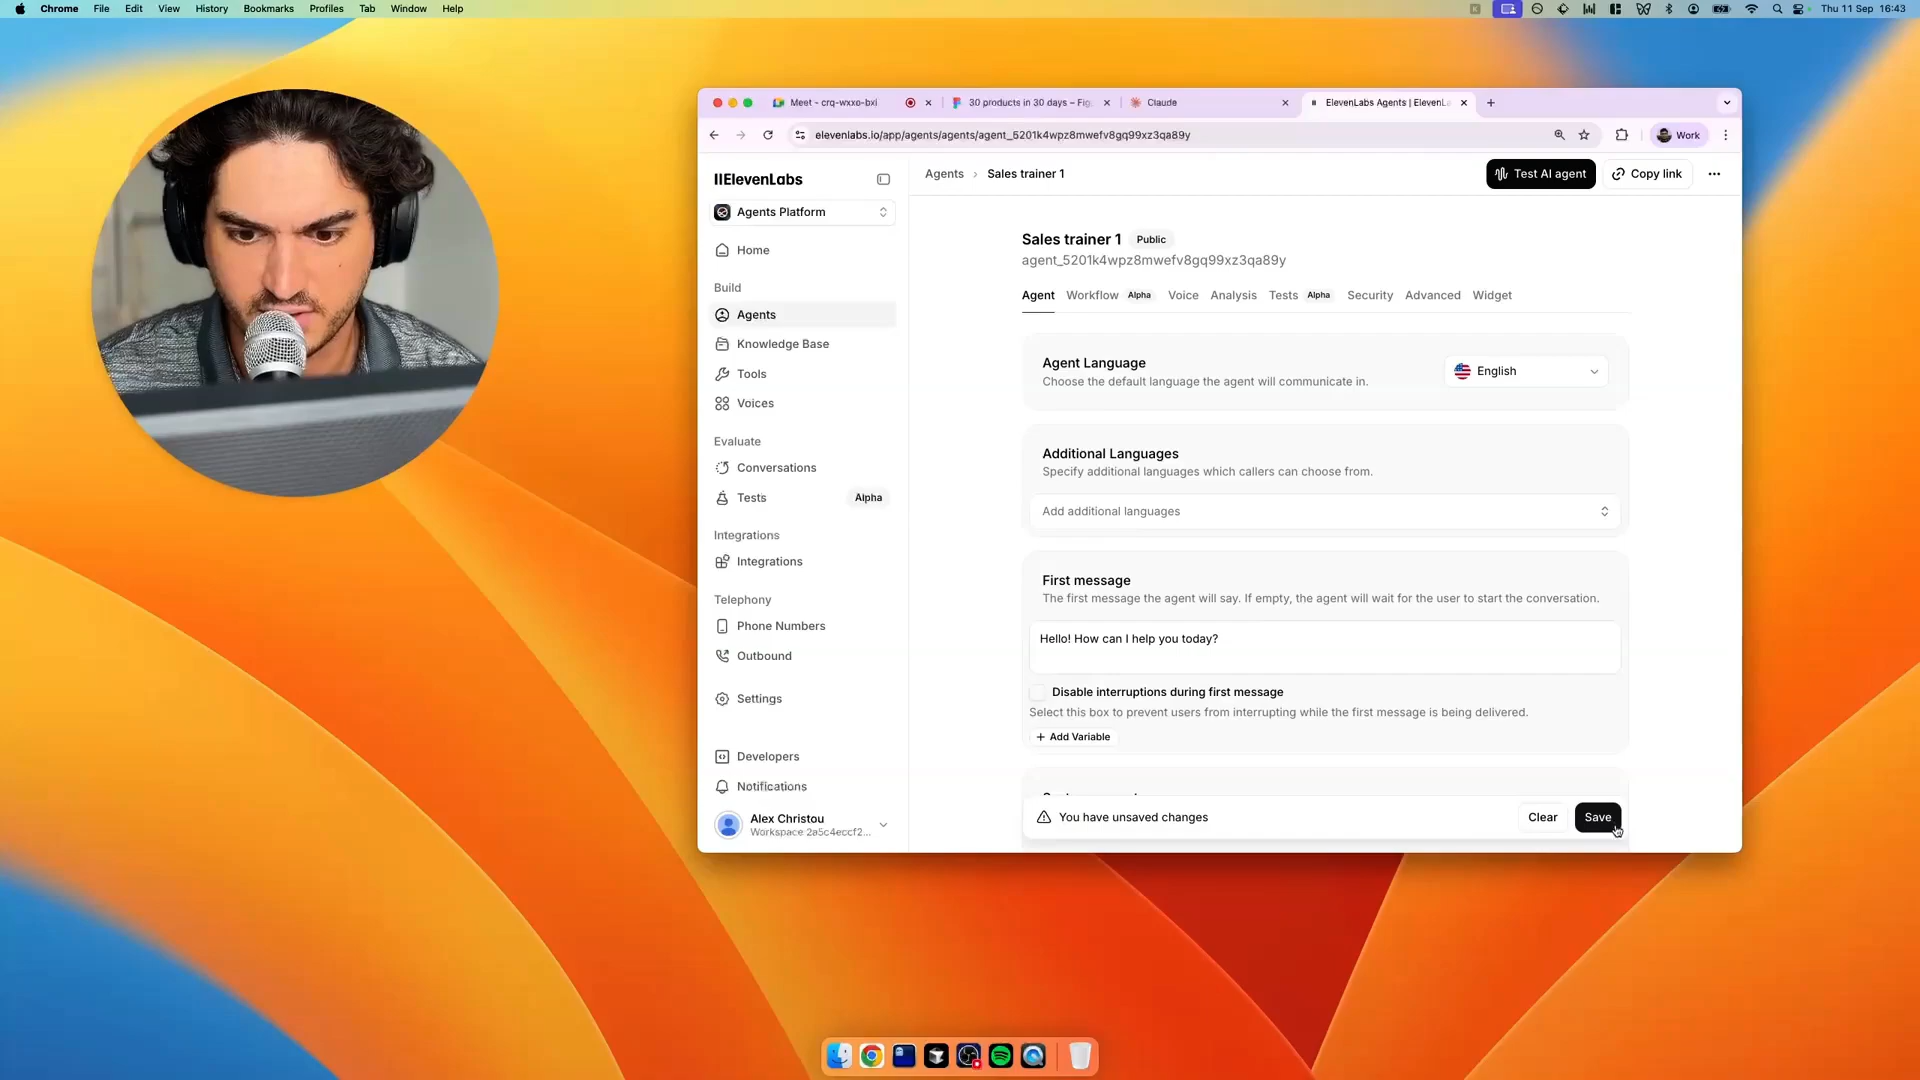 Chrome File Edit View History Bookmarks Profiles Tab Window Help
Thu 11 Sep 16:43
Meet - crq-wxxo-bxi
30 products in 30 days – Fig
Claude
ElevenLabs Agents | ElevenLa
elevenlabs.io/app/agents/agents/agent_5201k4wpz8mwefv8gq99xz3qa89y
Work
IIElevenLabs
Agents Platform
Home
Build
Agents
Knowledge Base
Tools
Voices
Evaluate
Conversations
Tests Alpha
Integrations
Integrations
Telephony
Phone Numbers
Outbound
Settings
Developers
Notifications
Alex Christou
Workspace 2a5c4eccf2...
Agents › Sales trainer 1
Test AI agent
Copy link
Sales trainer 1 Public
agent_5201k4wpz8mwefv8gq99xz3qa89y
Agent Workflow Alpha Voice Analysis Tests Alpha Security Advanced Widget
Agent Language
Choose the default language the agent will communicate in.
English
Additional Languages
Specify additional languages which callers can choose from.
Add additional languages
First message
The first message the agent will say. If empty, the agent will wait for the user to start the conversation.
Hello! How can I help you today?
Disable interruptions during first message
Select this box to prevent users from interrupting while the first message is being delivered.
+ Add Variable
You have unsaved changes
Clear
Save